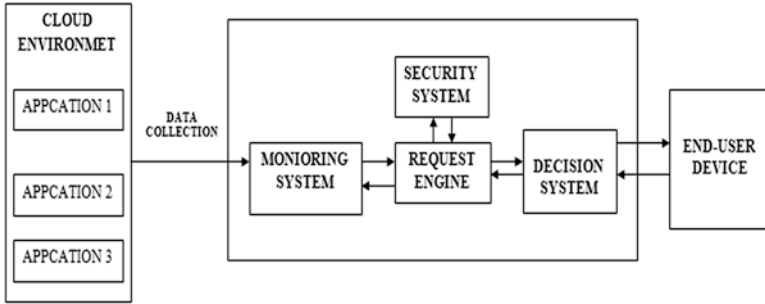 CLOUD
ENVIRONMET
APPCATION 1
APPCATION 2
APPCATION 3
DATA
COLLECTION
MONIORING
SYSTEM
SECURITY
SYSTEM
REQUEST
ENGINE
DECISION
SYSTEM
END-USER
DEVICE